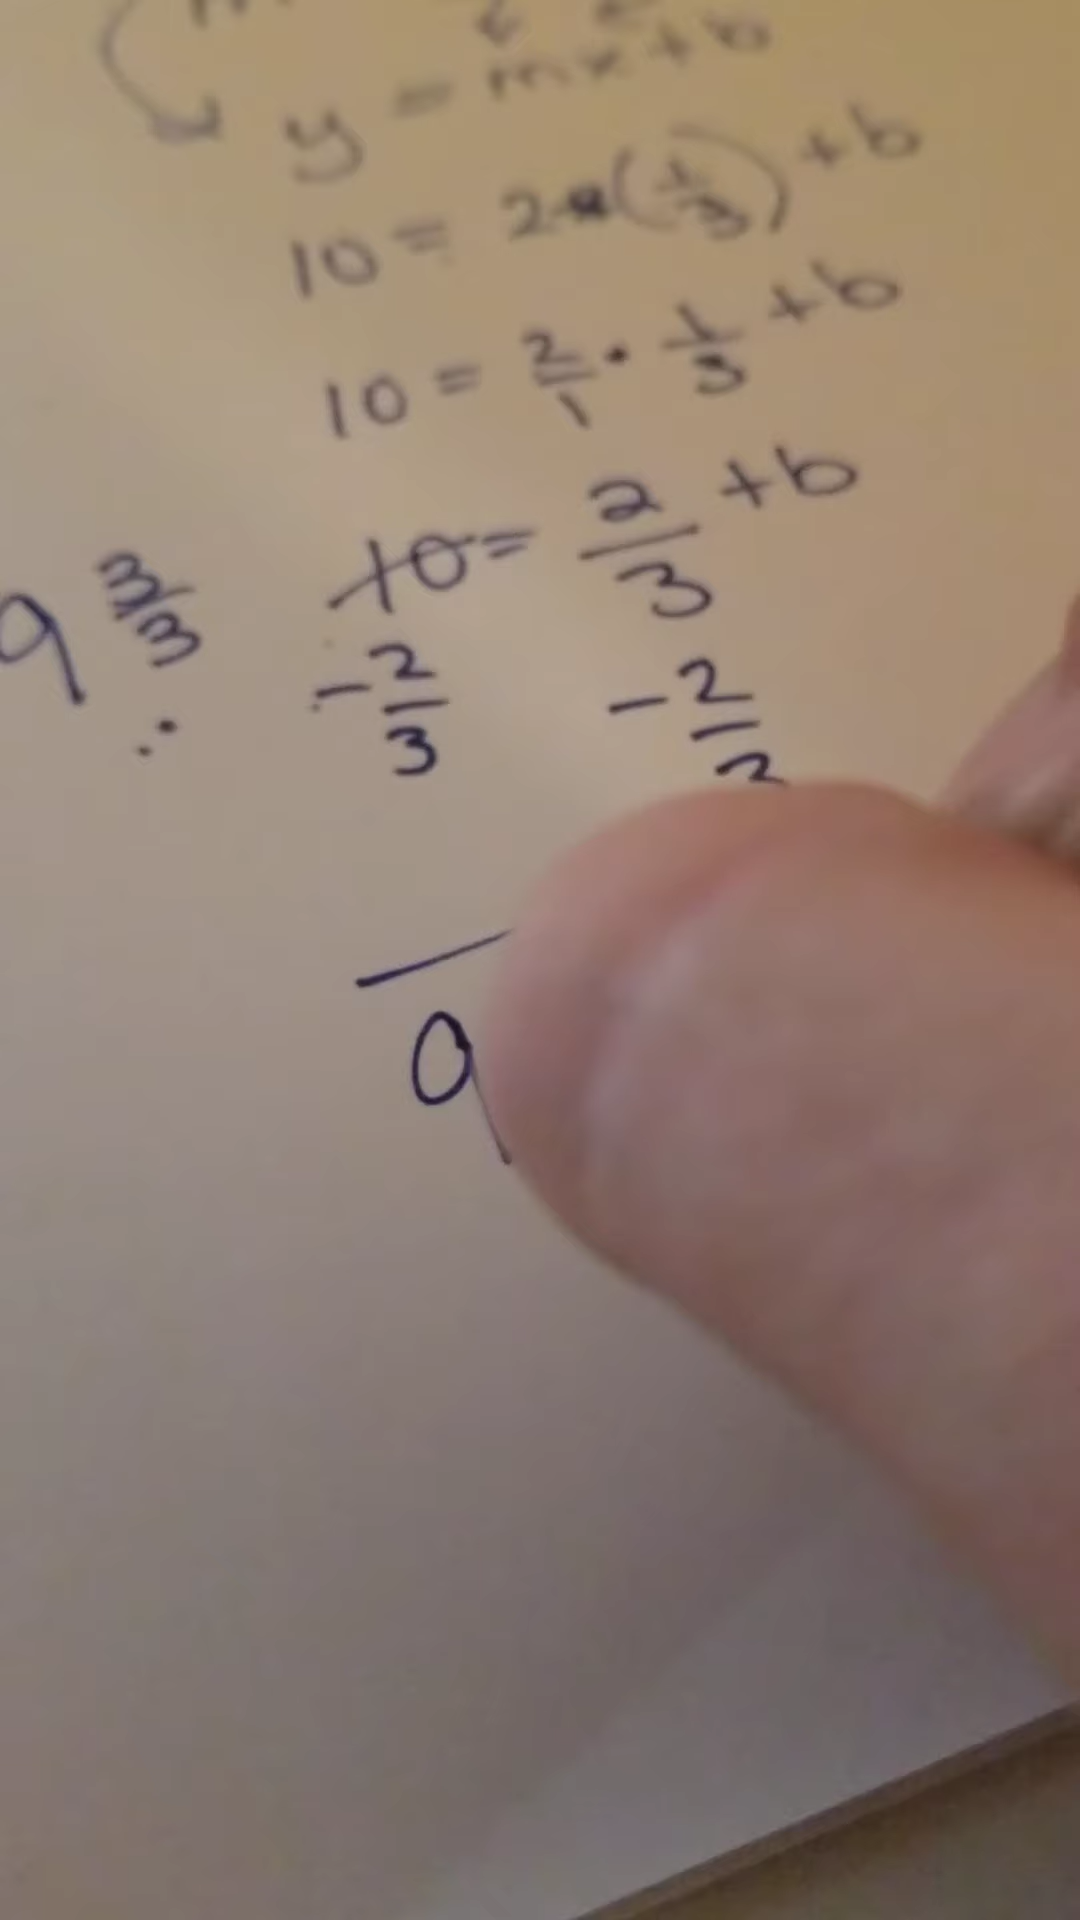 y = mx + b
10 = 2 · (1/3) + b
10 = 2/1 · 1/3 + b
9 3/3 10 = 2/3 + b
- 2/3 - 2/3
9